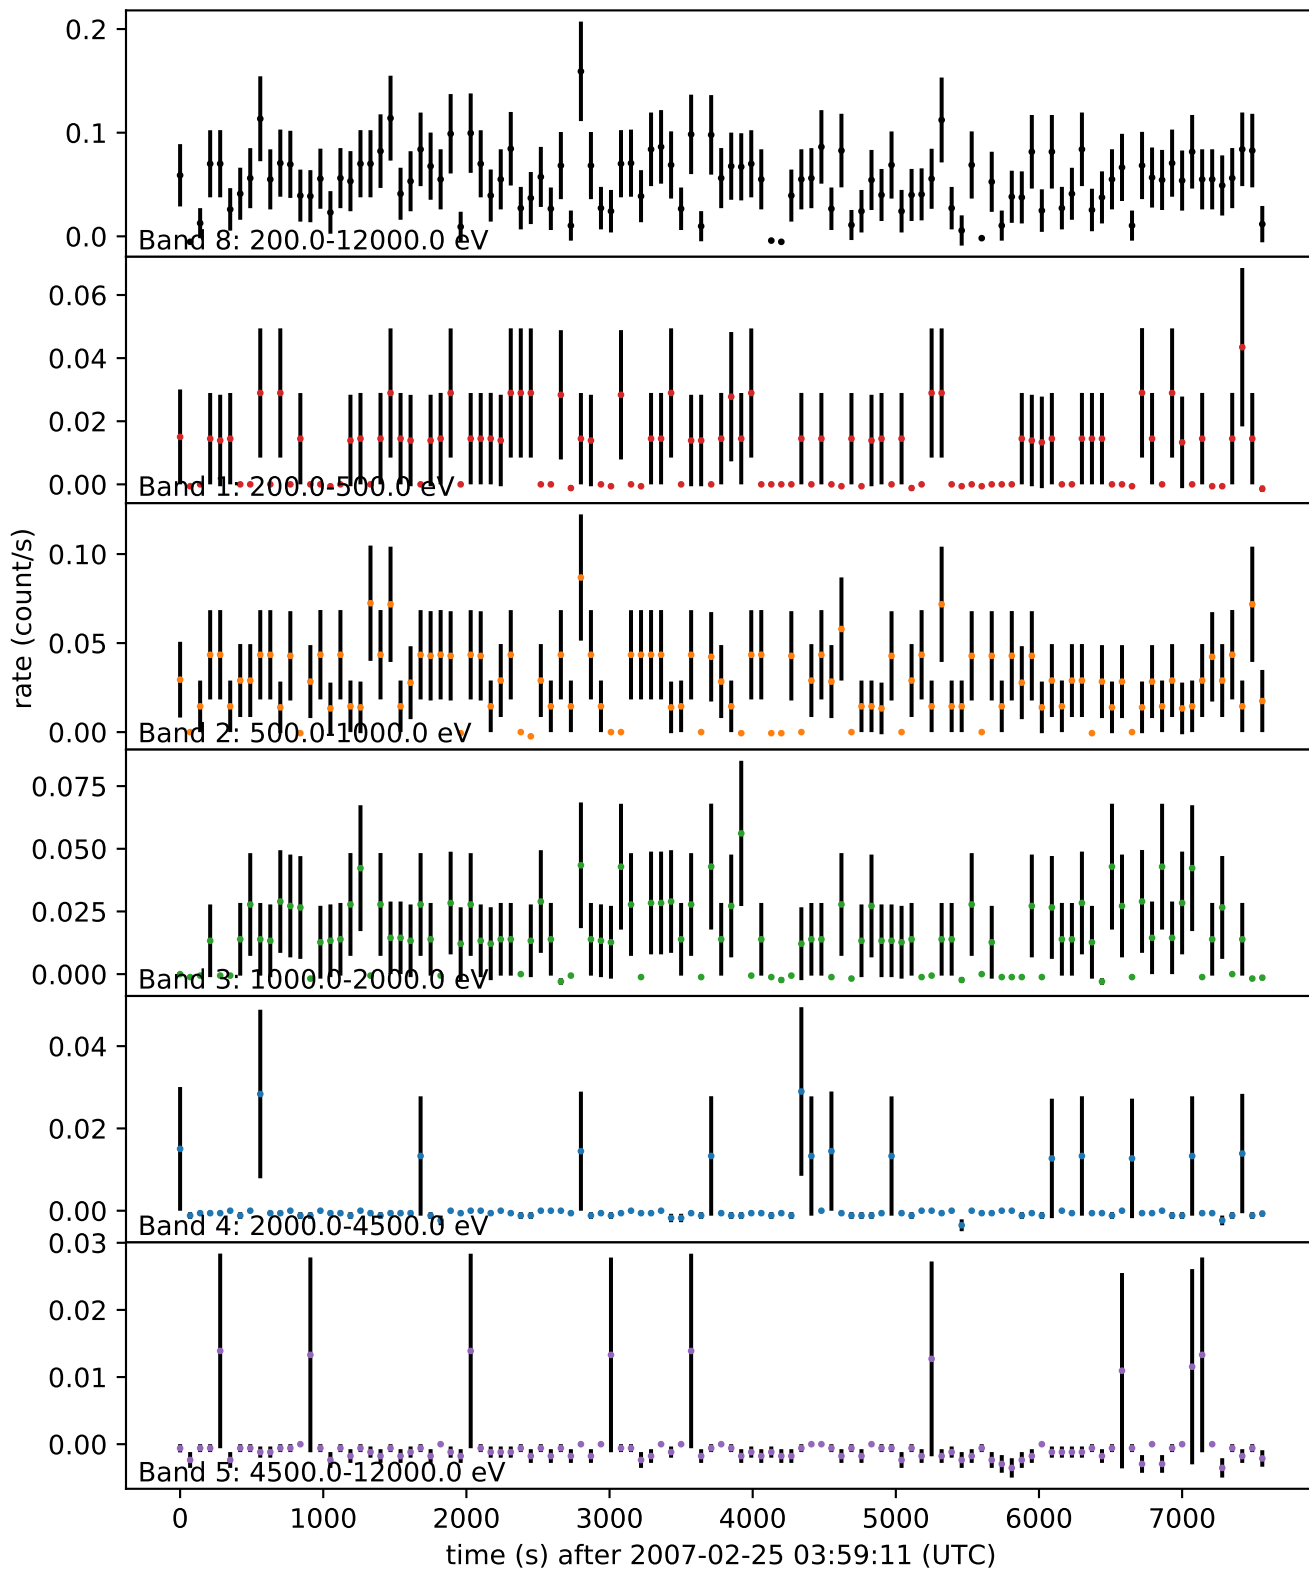 0.2
0.1
0.0
Band 8: 200.0-12000.0 eV
0.06
0.04
0.02
0.00
Band 1: 200.0-500.0 eV
rate (count/s)
0.10
0.05
0.00
Band 2: 500.0-1000.0 eV
0.075
0.050
0.025
0.000
Band 3: 1000.0-2000.0 eV
0.04
0.02
0.00
Band 4: 2000.0-4500.0 eV
0.03
0.02
0.01
0.00
Band 5: 4500.0-12000.0 eV
0 1000 2000 3000 4000 5000 6000 7000
time (s) after 2007-02-25 03:59:11 (UTC)